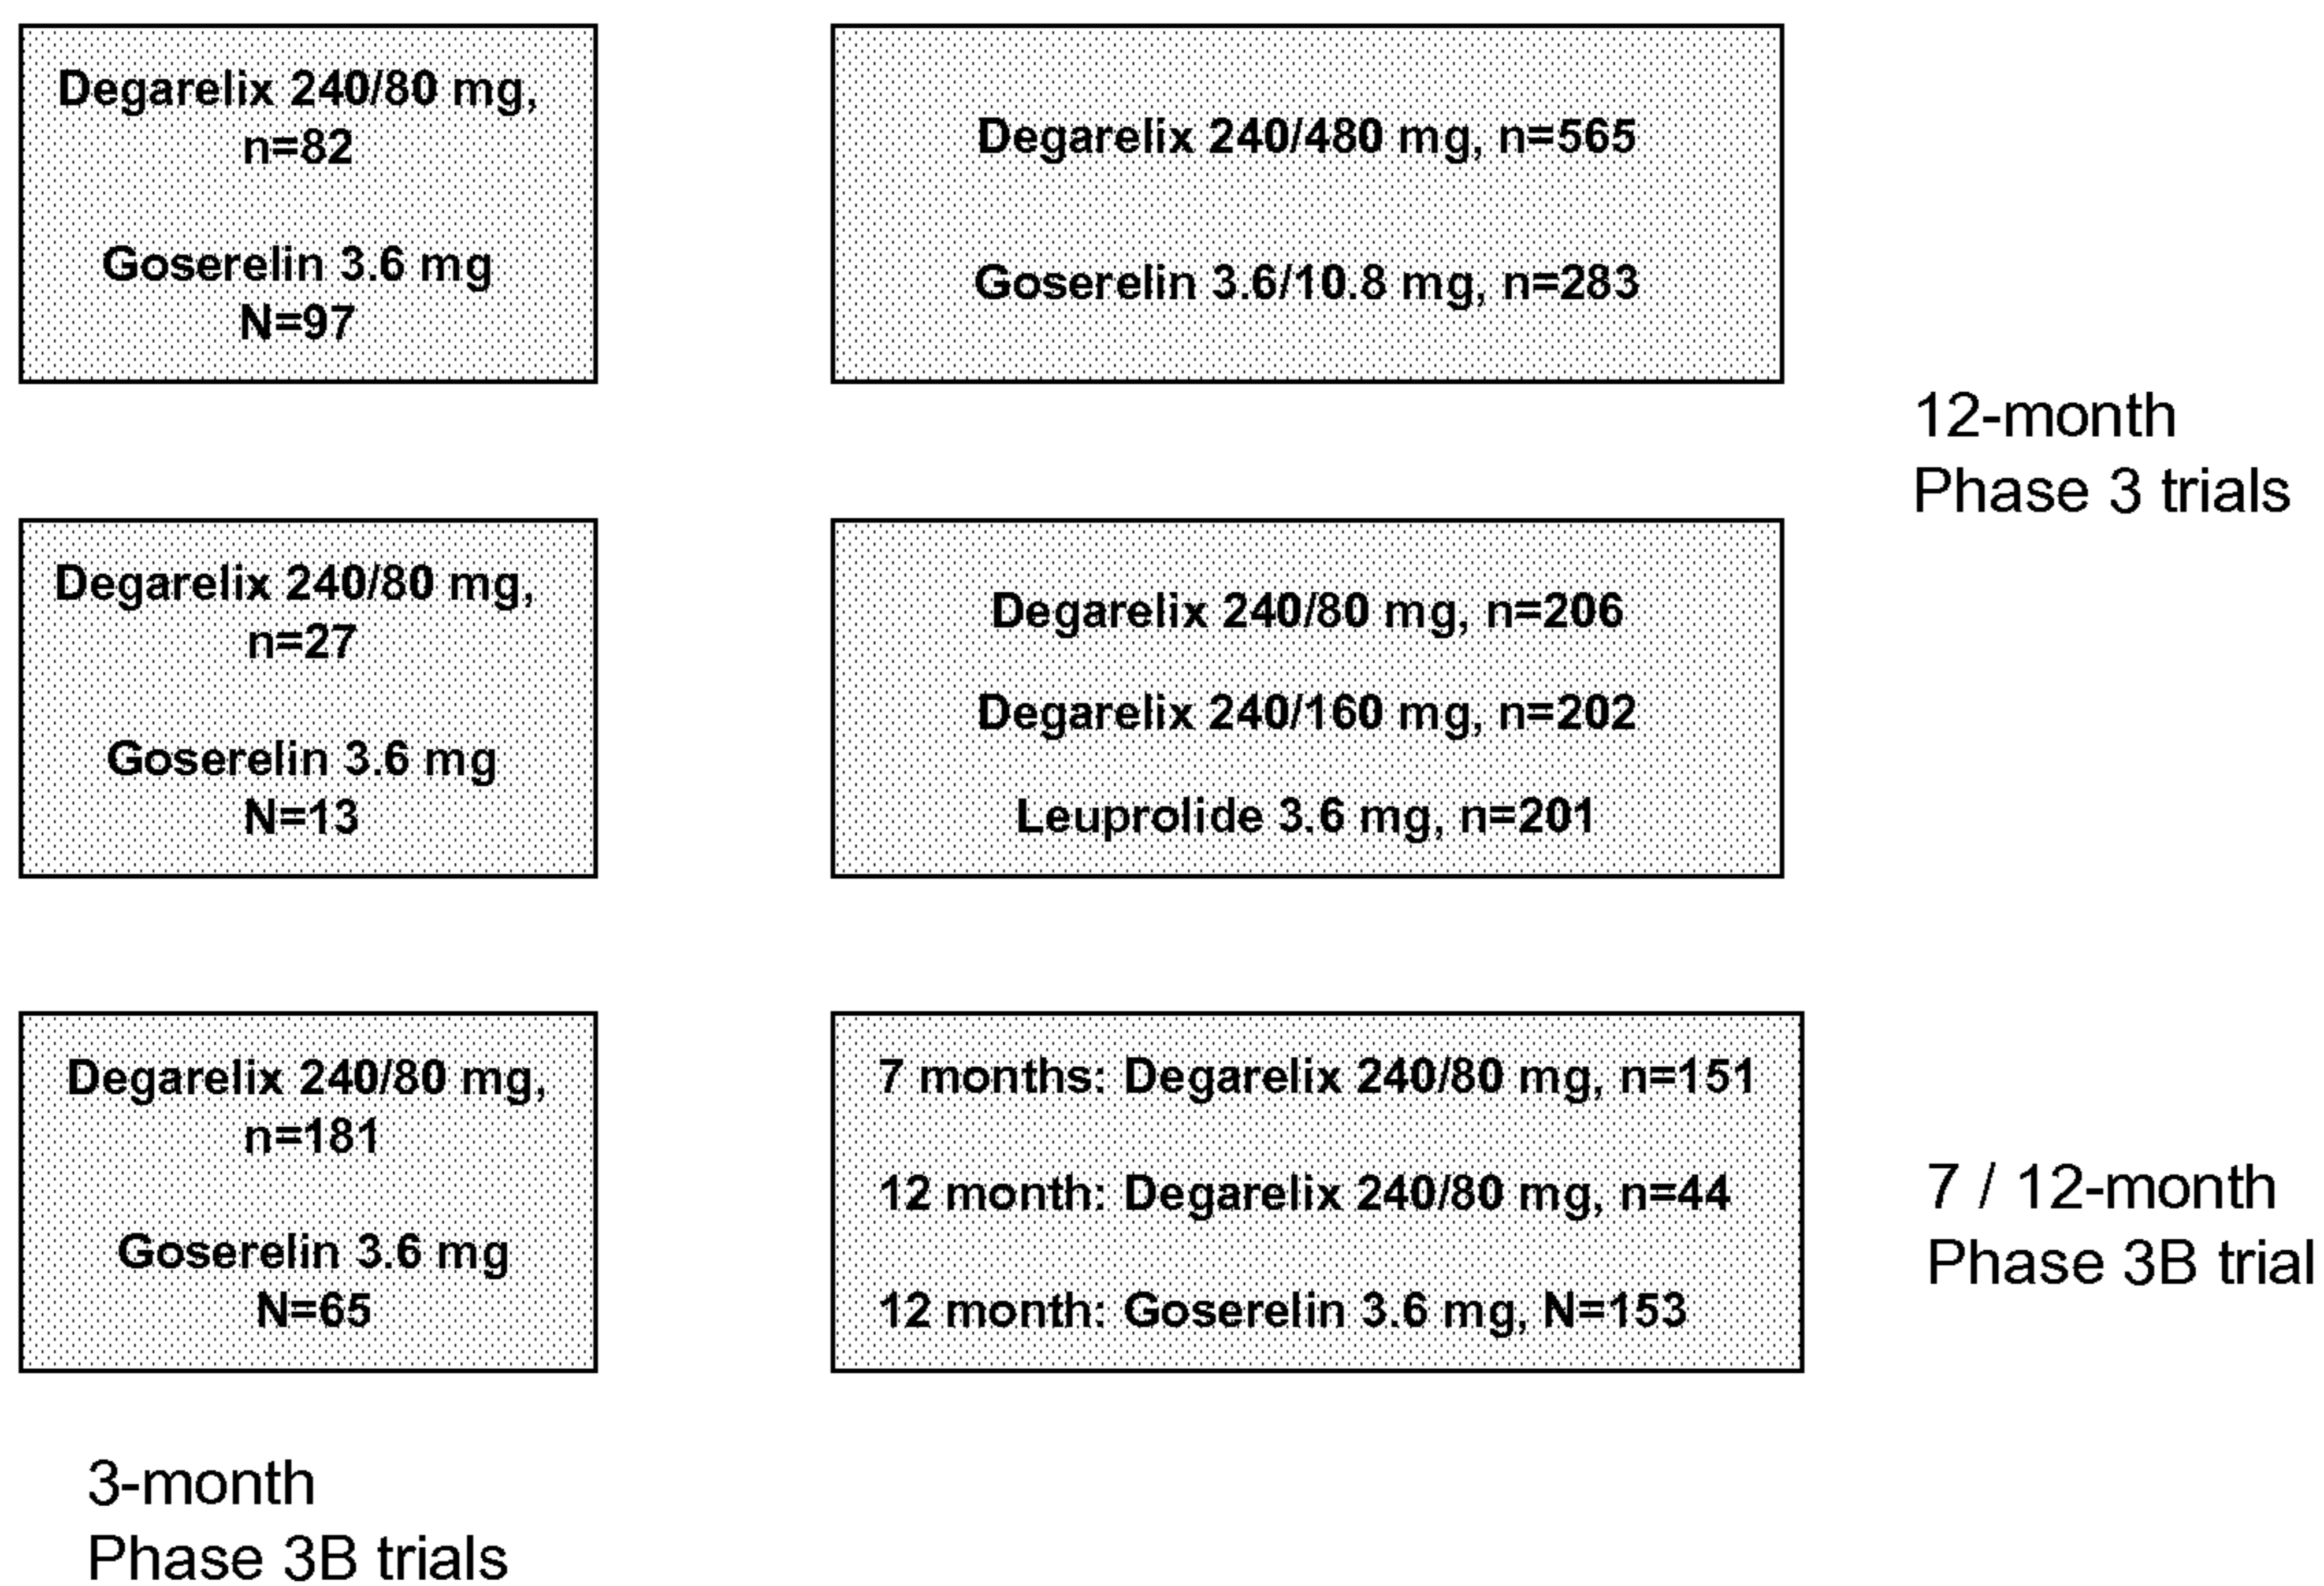 Degarelix 240/80 mg,
n=82
Goserelin 3.6 mg
N=97
Degarelix 240/480 mg, n=565
Goserelin 3.6/10.8 mg, n=283
12-month
Phase 3 trials
Degarelix 240/80 mg,
n=27
Goserelin 3.6 mg
N=13
Degarelix 240/80 mg, n=206
Degarelix 240/160 mg, n=202
Leuprolide 3.6 mg, n=201
Degarelix 240/80 mg,
n=181
Goserelin 3.6 mg
N=65
7 months: Degarelix 240/80 mg, n=151
12 month: Degarelix 240/80 mg, n=44
12 month: Goserelin 3.6 mg, N=153
7 / 12-month
Phase 3B trial
3-month
Phase 3B trials